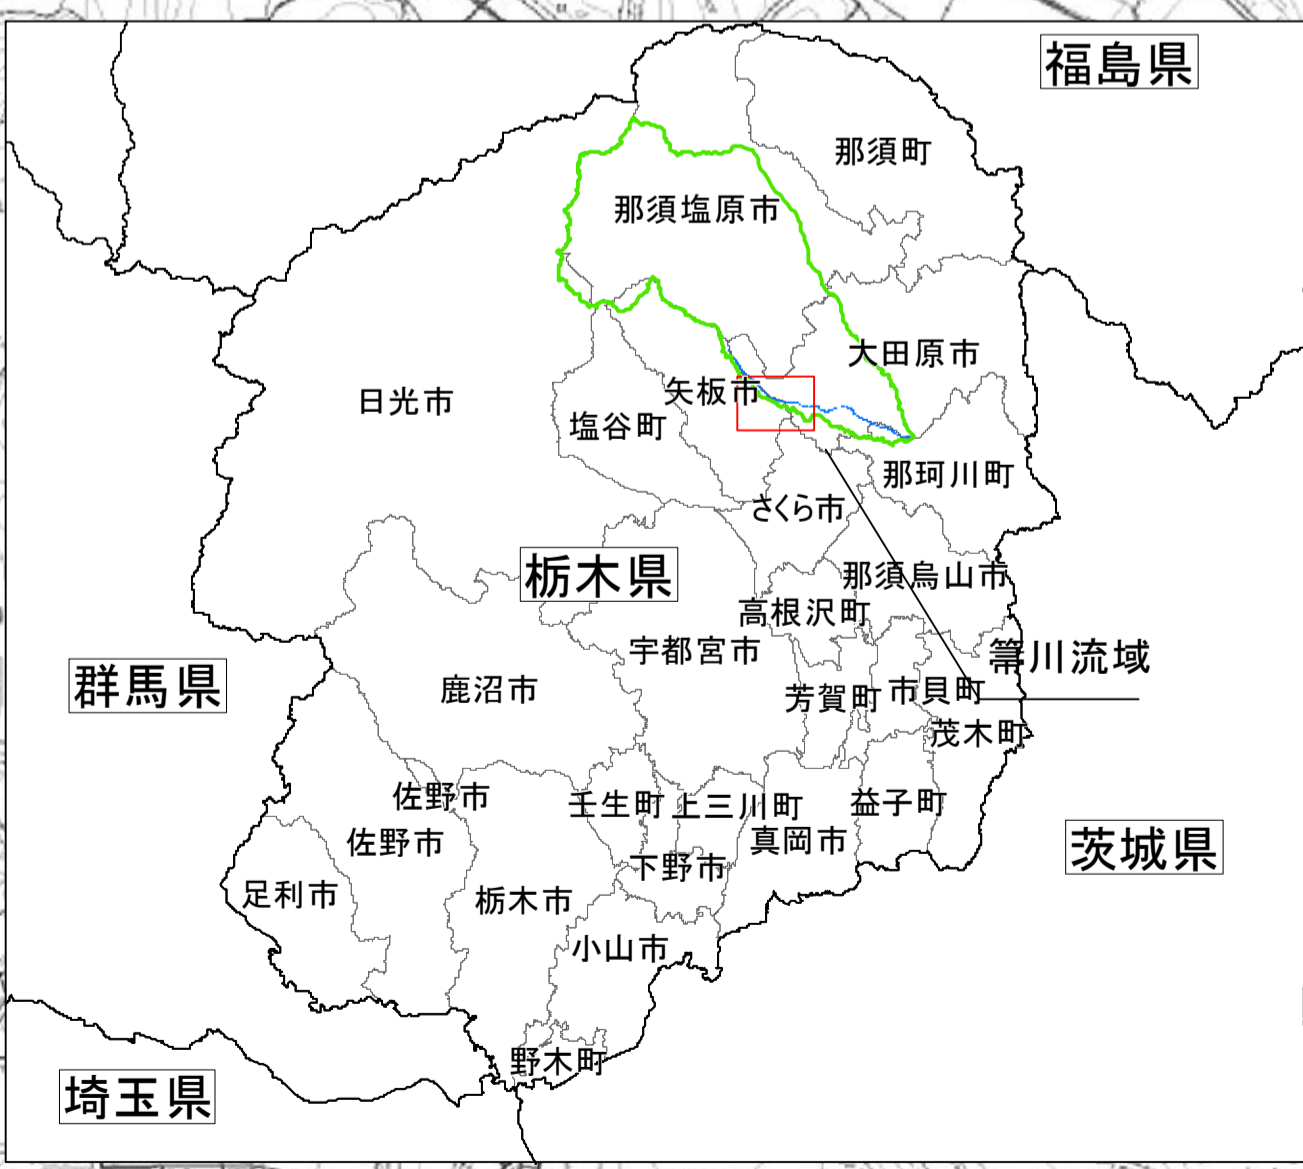 福島県
那須町
那須塩原市
大田原市
矢板市
日光市
塩谷町
那珂川町
さくら市
栃木県
那須烏山市
高根沢町
宇都宮市
箒川流域
群馬県
鹿沼市
芳賀町
市貝町
茂木町
佐野市
壬生町
上三川町
益子町
佐野市
真岡市
茨城県
下野市
足利市
栃木市
小山市
野木町
埼玉県